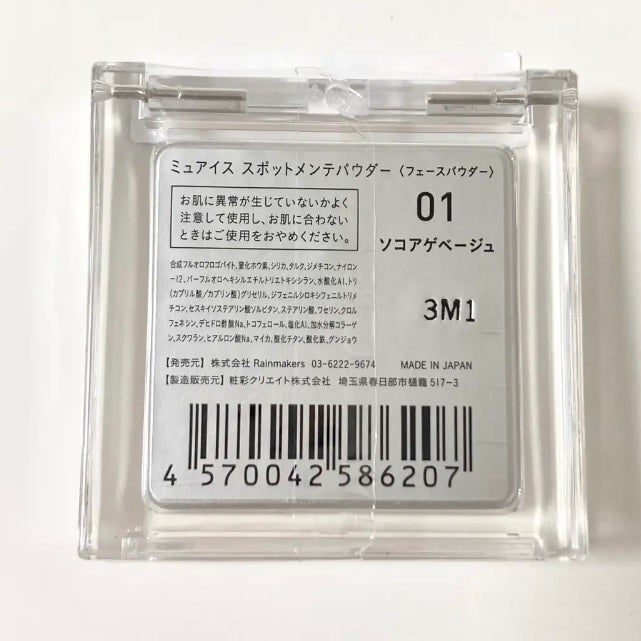 ミュアイス スポットメンテパウダー〈フェースパウダー〉
お肌に異常が生じていないかよく
注意して使用し、お肌に合わない
ときはご使用をおやめください。
01
ソコアゲベージュ
合成フルオロフロゴパイト,窒化ホウ素,シリカ,タルク,ジメチコン,ナイロン
-12,パーフルオロヘキシルエチルトリエトキシシラン,水酸化Al,トリ
(カプリル酸/カプリン酸)グリセリル,ジフェニルシロキシフェニルトリメ
チコン,セスキイソステアリン酸ソルビタン,ステアリン酸,ワセリン,クロル
フェネシン,デヒドロ酢酸Na,トコフェロール,塩化Al,加水分解コラーゲ
ン,スクワラン,ヒアルロン酸Na,マイカ,酸化チタン,酸化鉄,グンジョウ
3M1
【発売元】株式会社 Rainmakers 03-6222-9674 MADE IN JAPAN
【製造販売元】粧彩クリエイト株式会社 埼玉県春日部市樋籠517-3
4 570042 586207